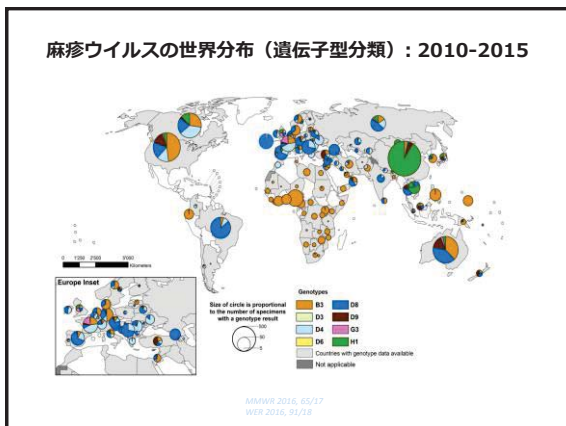 麻疹ウイルスの世界分布（遺伝子型分類）: 2010-2015
Kilometers
Europe Inset
Size of circle is proportional
to the number of specimens
with a genotype result
Genotypes
B3
D8
D3
D9
D4
G3
D6
H1
Countries with genotype data available
Not applicable
MMWR 2016, 65/17
WER 2016, 91/18